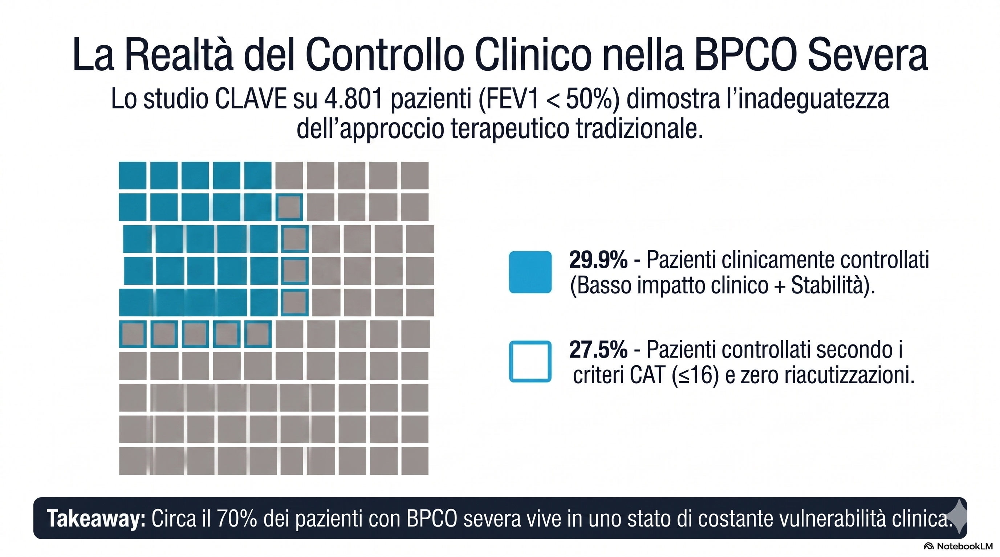 La Realtà del Controllo Clinico nella BPCO Severa
Lo studio CLAVE su 4.801 pazienti (FEV1 < 50%) dimostra l’inadeguatezza
dell’approccio terapeutico tradizionale.
29.9% - Pazienti clinicamente controllati
(Basso impatto clinico + Stabilità).
27.5% - Pazienti controllati secondo i
criteri CAT (≤16) e zero riacutizzazioni.
Takeaway: Circa il 70% dei pazienti con BPCO severa vive in uno stato di costante vulnerabilità clinica.
NotebookLM